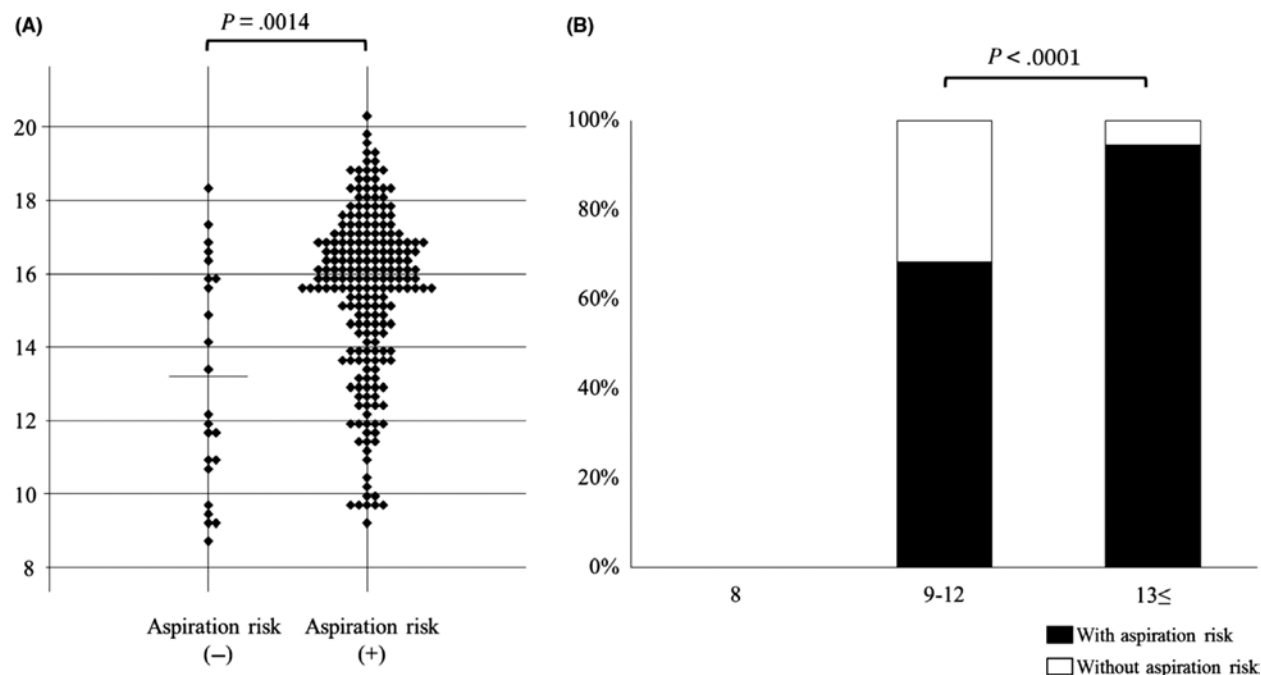 (A)
P = .0014
20
18
16
14
12
10
8
Aspiration risk
(−)
Aspiration risk
(+)
(B)
P < .0001
100%
80%
60%
40%
20%
0%
8
9-12
13≤
With aspiration risk
Without aspiration risk